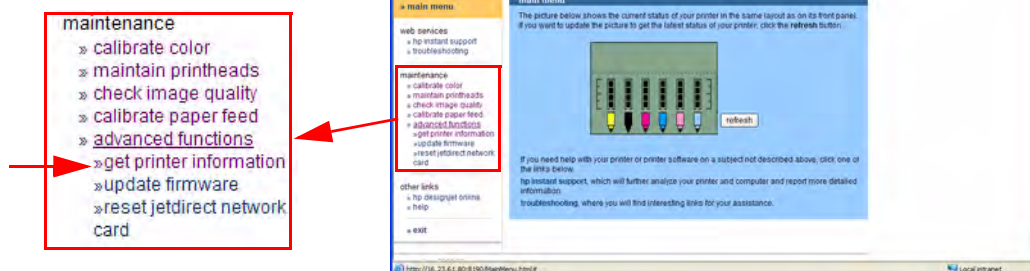 maintenance
» calibrate color
» maintain printheads
» check image quality
» calibrate paper feed
» advanced functions
»get printer information
»update firmware
»reset jetdirect network
card
» main menu
web services
» hp instant support
» troubleshooting
maintenance
» calibrate color
» maintain printheads
» check image quality
» calibrate paper feed
» advanced functions
»get printer information
»update firmware
»reset jetdirect network
card
other links
» hp designjet online
» help
» exit
main menu
The picture below shows the current status of your printer in the same layout as on its front panel.
If you want to update the picture to get the latest status of your printer, click the refresh button.
refresh
If you need help with your printer or printer software on a subject not described above, click one of
the links below.
hp instant support, which will further analyze your printer and computer and report more detailed
information.
troubleshooting, where you will find interesting links for your assistance.
Local intranet